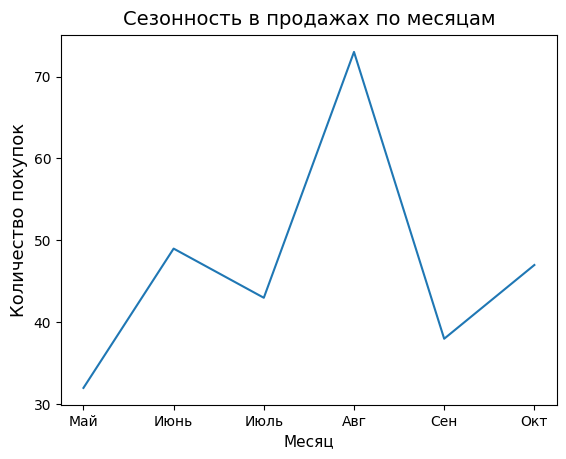 Сезонность в продажах по месяцам
Количество покупок
70
60
50
40
30
Май Июнь Июль Авг Сен Окт
Месяц